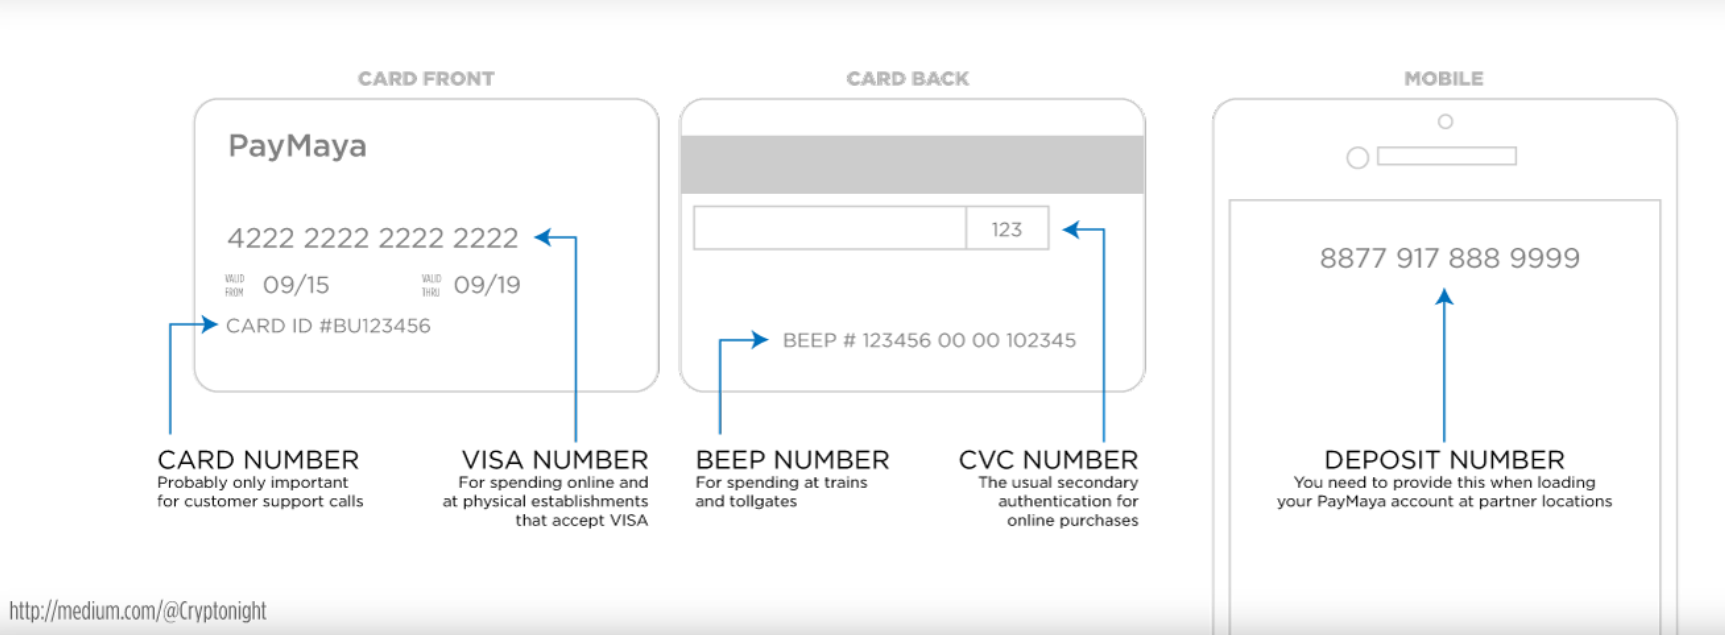 CARD FRONT
PayMaya
4222 2222 2222 2222
VALID FROM 09/15 VALID THRU 09/19
CARD ID #BU123456
CARD NUMBER
Probably only important
for customer support calls
VISA NUMBER
For spending online and
at physical establishments
that accept VISA
CARD BACK
123
BEEP # 123456 00 00 102345
BEEP NUMBER
For spending at trains
and tollgates
CVC NUMBER
The usual secondary
authentication for
online purchases
MOBILE
8877 917 888 9999
DEPOSIT NUMBER
You need to provide this when loading
your PayMaya account at partner locations
http://medium.com/@Cryptonight